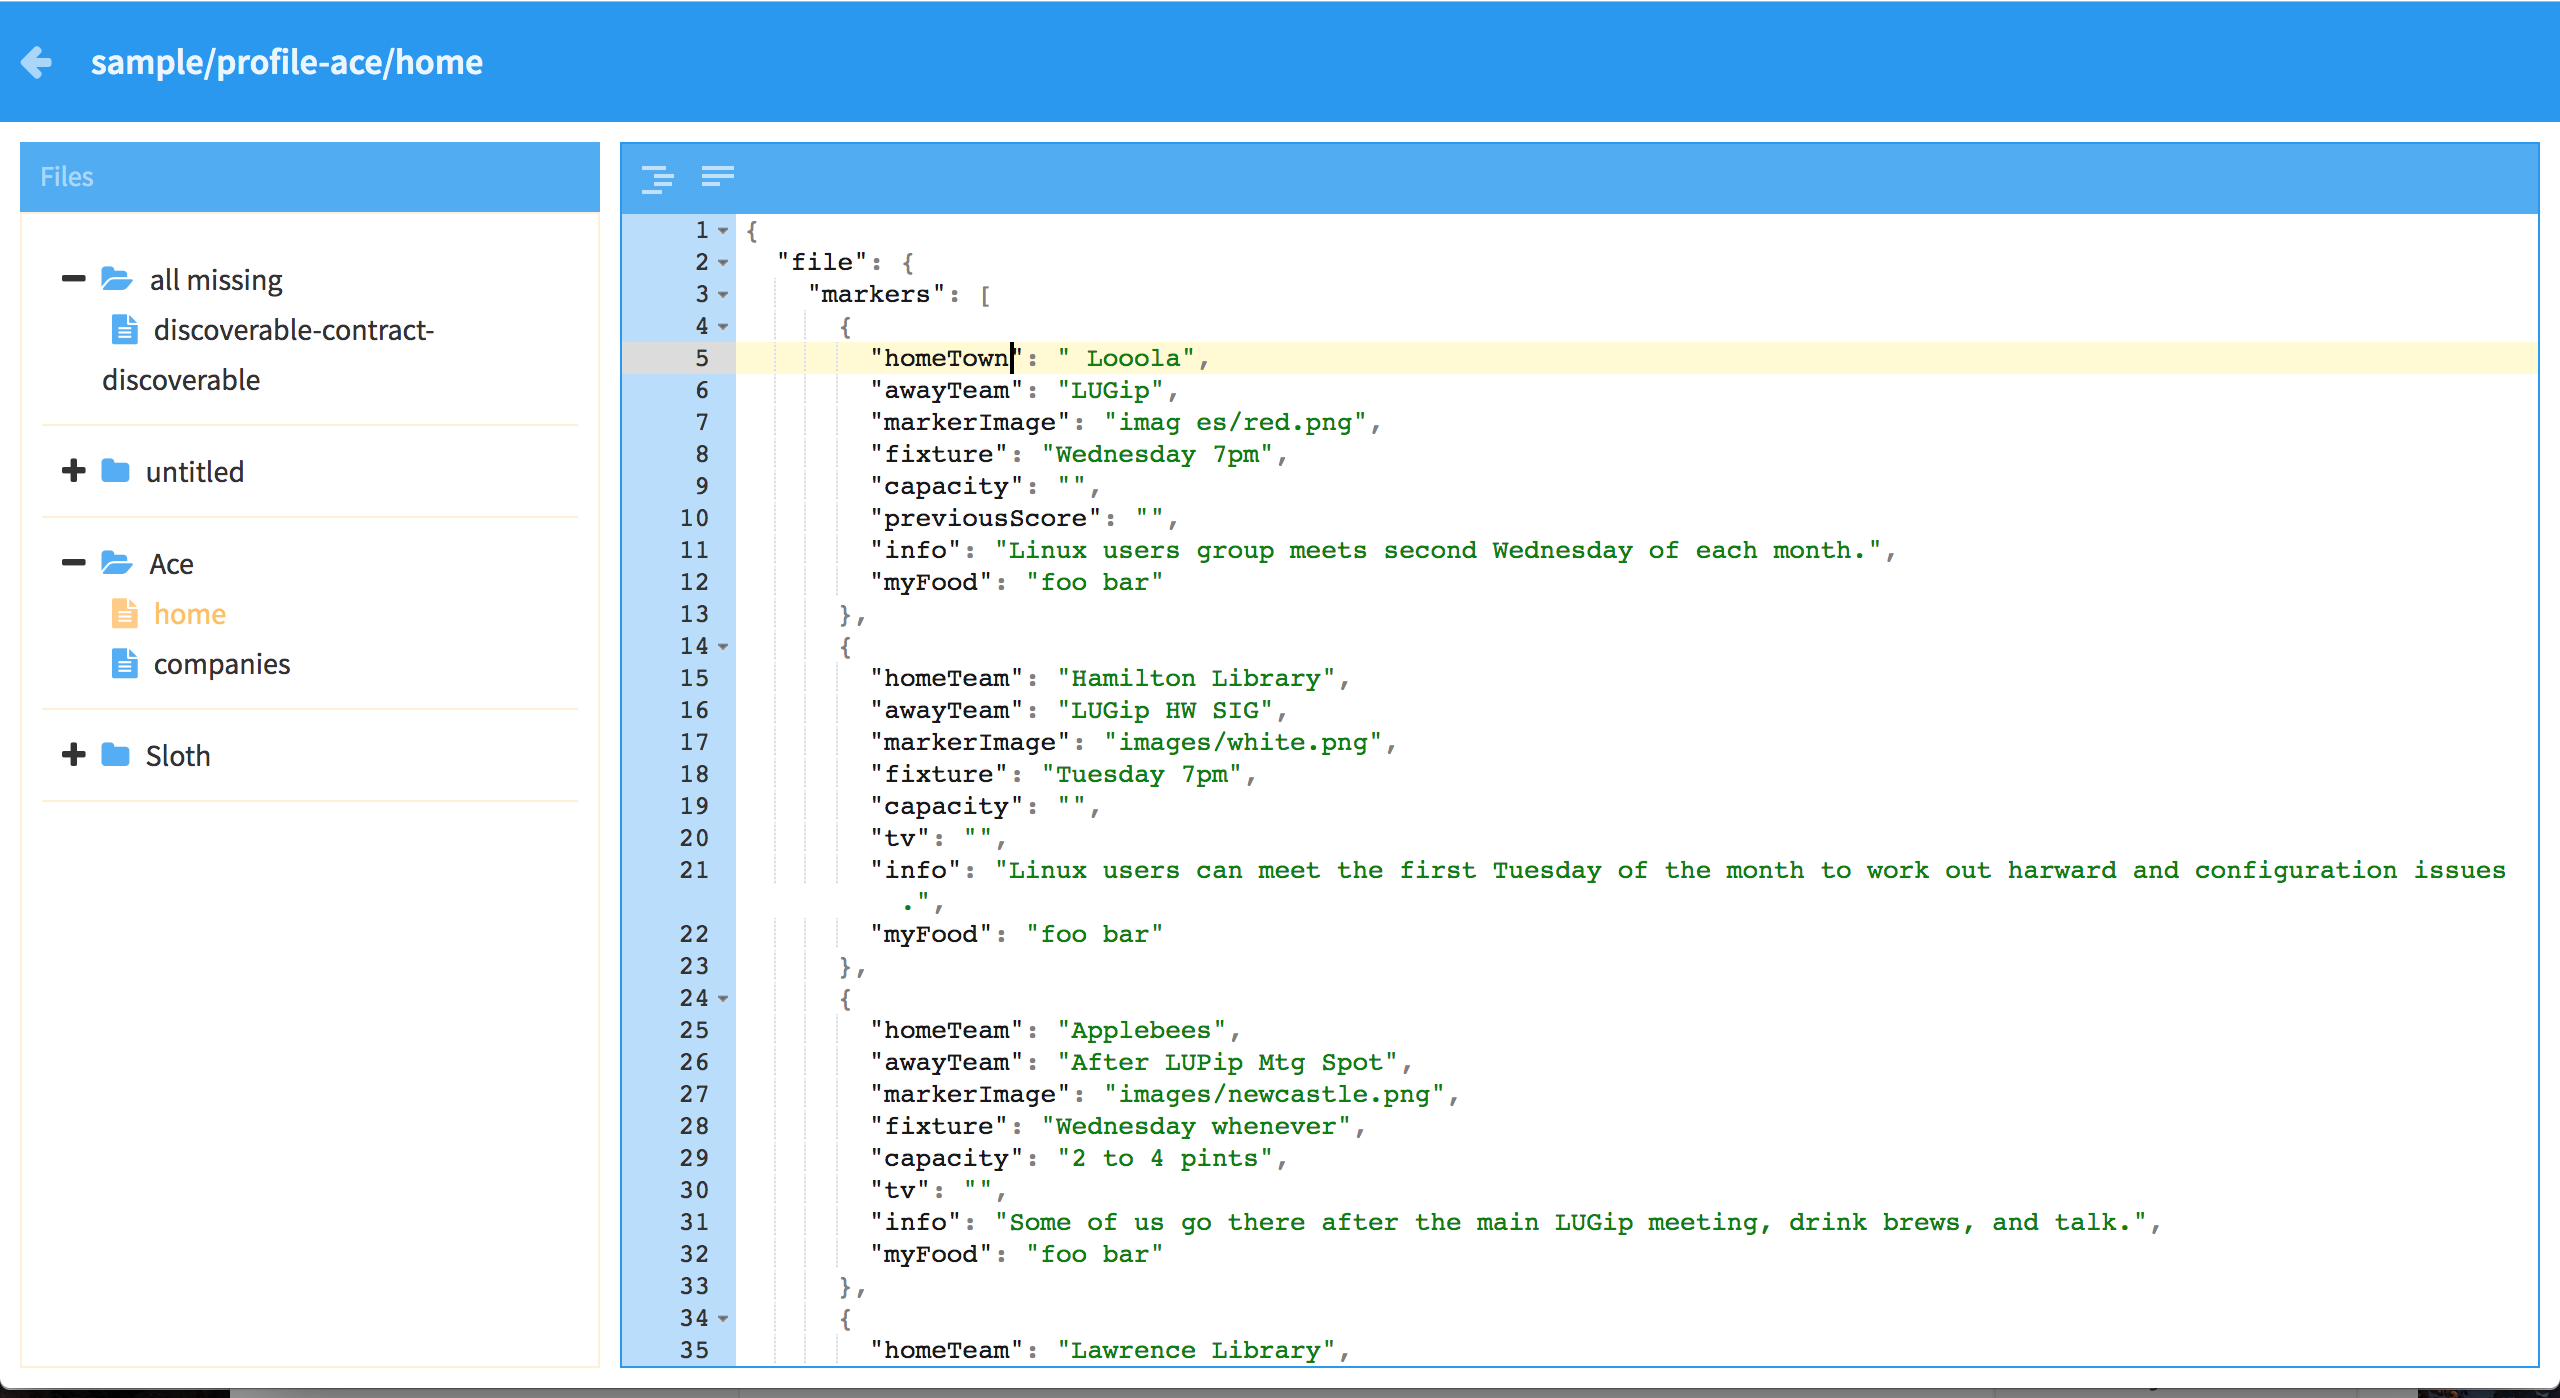 sample/profile-ace/home
Files
all missing
discoverable-contract-
discoverable
untitled
Ace
home
companies
Sloth
1 {
2 "file": {
3 "markers": [
4 {
5 "homeTown": " Looola",
6 "awayTeam": "LUGip",
7 "markerImage": "imag es/red.png",
8 "fixture": "Wednesday 7pm",
9 "capacity": "",
10 "previousScore": "",
11 "info": "Linux users group meets second Wednesday of each month.",
12 "myFood": "foo bar"
13 },
14 {
15 "homeTeam": "Hamilton Library",
16 "awayTeam": "LUGip HW SIG",
17 "markerImage": "images/white.png",
18 "fixture": "Tuesday 7pm",
19 "capacity": "",
20 "tv": "",
21 "info": "Linux users can meet the first Tuesday of the month to work out harward and configuration issues
.",
22 "myFood": "foo bar"
23 },
24 {
25 "homeTeam": "Applebees",
26 "awayTeam": "After LUPip Mtg Spot",
27 "markerImage": "images/newcastle.png",
28 "fixture": "Wednesday whenever",
29 "capacity": "2 to 4 pints",
30 "tv": "",
31 "info": "Some of us go there after the main LUGip meeting, drink brews, and talk.",
32 "myFood": "foo bar"
33 },
34 {
35 "homeTeam": "Lawrence Library",